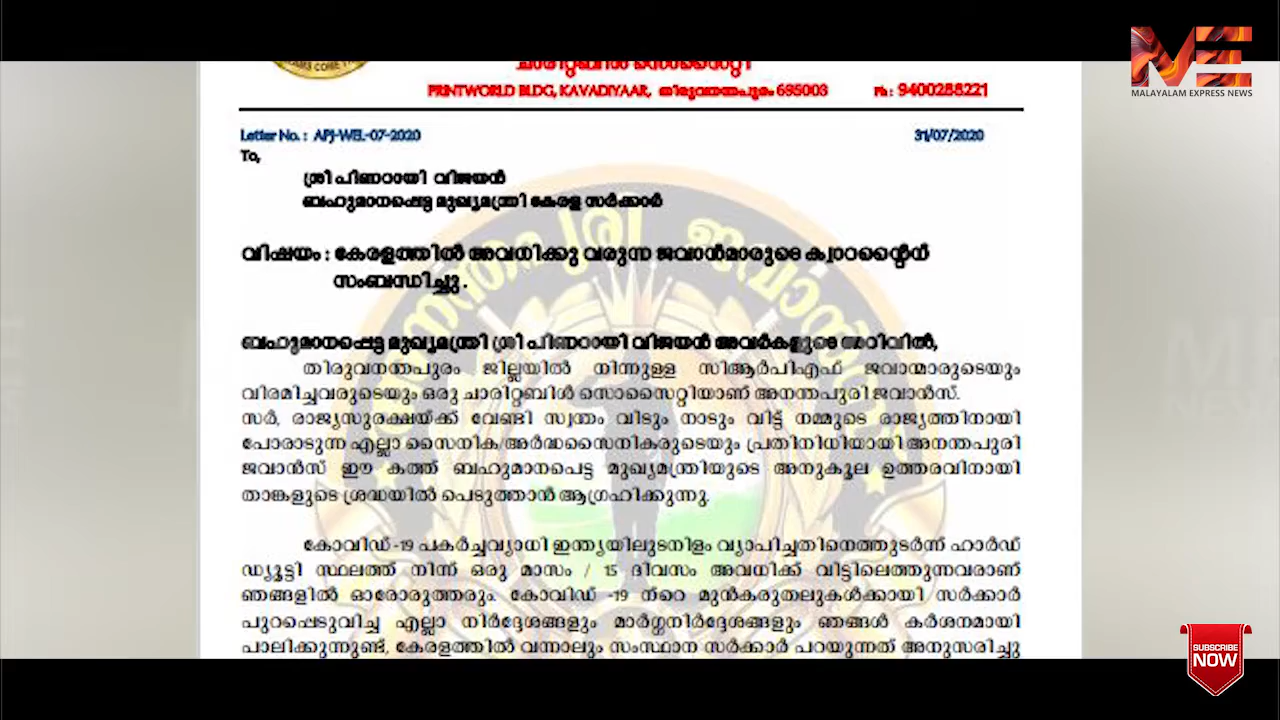 ME
MALAYALAM EXPRESS NEWS
ചാരിറ്റബിൽ സൊസൈറ്റി
PRINTWORLD BLDG, KAVADIYAAR, തിരുവനന്തപുരം 695003 Ph : 9400288221
Letter No. : APJ-WEL-07-2020 31/07/2020
To,
ശ്രീ പിണറായി വിജയൻ
ബഹുമാനപ്പെട്ട മുഖ്യമന്ത്രി കേരള സർക്കാർ
വിഷയം : കേരളത്തിൽ അവധിക്കു വരുന്ന ജവാൻമാരുടെ ക്വാറന്റൈന്
സംബന്ധിച്ചു .
ബഹുമാനപ്പെട്ട മുഖ്യമന്ത്രി ശ്രീ പിണറായി വിജയൻ അവർകളുടെ അറിവിൽ,
തിരുവനന്തപുരം ജില്ലയിൽ നിന്നുള്ള സിആർപിഎഫ് ജവാന്മാരുടെയും
വിരമിച്ചവരുടെയും ഒരു ചാരിറ്റബിൾ സൊസൈറ്റിയാണ് അനന്തപുരി ജവാൻസ്.
സർ, രാജ്യസുരക്ഷയ്ക്ക് വേണ്ടി സ്വന്തം വീടും നാടും വിട്ട് നമ്മുടെ രാജ്യത്തിനായി
പോരാടുന്ന എല്ലാ സൈനിക/അർദ്ധസൈനികരുടെയും പ്രതിനിധിയായി അനന്തപുരി
ജവാൻസ് ഈ കത്ത് ബഹുമാനപെട്ട മുഖ്യമന്ത്രിയുടെ അനുകൂല ഉത്തരവിനായി
താങ്കളുടെ ശ്രദ്ധയിൽ പെടുത്താൻ ആഗ്രഹിക്കുന്നു.
കോവിഡ് -19 പകർച്ചവ്യാധി ഇന്ത്യയിലുടനീളം വ്യാപിച്ചതിനെത്തുടർന്ന് ഹാർഡ്
ഡ്യൂട്ടി സ്ഥലത്ത് നിന്ന് ഒരു മാസം / 15 ദിവസം അവധിക്ക് വീട്ടിലെത്തുന്നവരാണ്
ഞങ്ങളിൽ ഓരോരുത്തരും. കോവിഡ് -19 ന്റെ മുൻകരുതലുകൾക്കായി സർക്കാർ
പുറപ്പെടുവിച്ച എല്ലാ നിർദ്ദേശങ്ങളും മാർഗ്ഗനിർദ്ദേശങ്ങളും ഞങ്ങൾ കർശനമായി
പാലിക്കുന്നുണ്ട്, കേരളത്തിൽ വന്നാലും സംസ്ഥാന സർക്കാർ പറയുന്നത് അനുസരിച്ചു
SUBSCRIBE
NOW